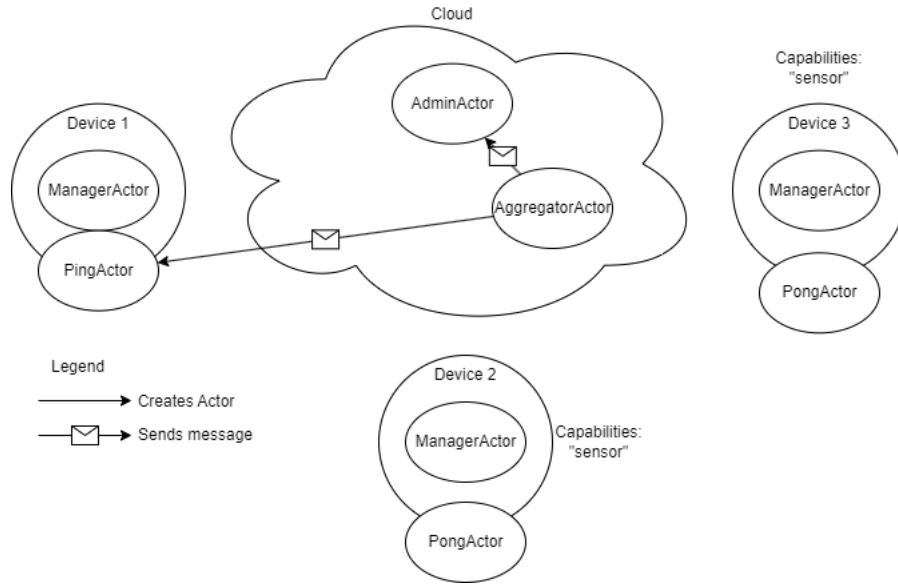 Cloud
Capabilities:
"sensor"
AdminActor
Device 1
Device 3
ManagerActor
ManagerActor
AggregatorActor
PingActor
PongActor
Legend
Device 2
Creates Actor
Sends message
ManagerActor
Capabilities:
"sensor"
PongActor